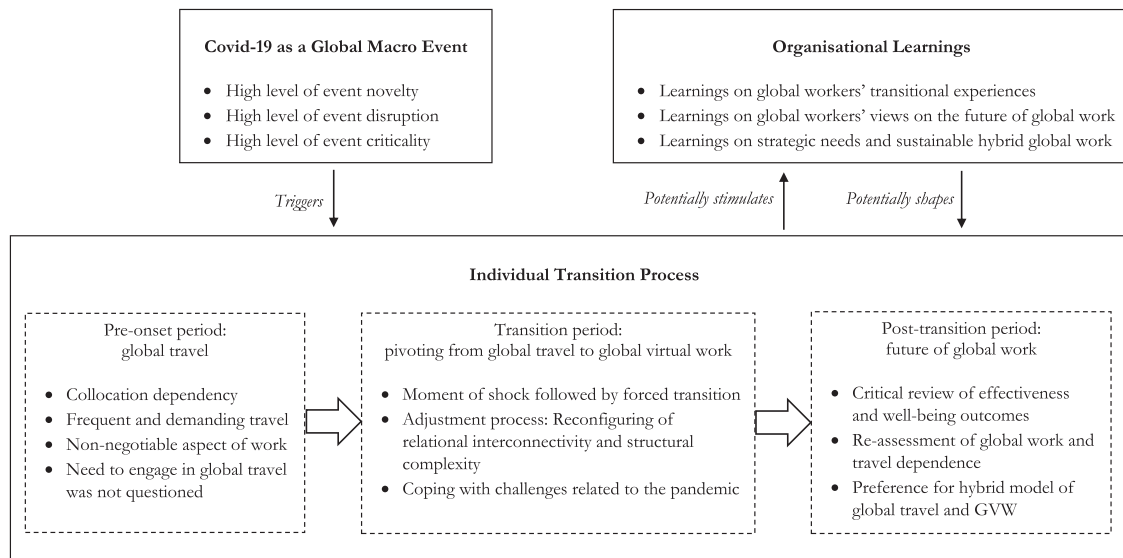 Covid-19 as a Global Macro Event
• High level of event novelty
• High level of event disruption
• High level of event criticality
Organisational Learnings
• Learnings on global workers' transitional experiences
• Learnings on global workers' views on the future of global work
• Learnings on strategic needs and sustainable hybrid global work
Triggers
Potentially stimulates
Potentially shapes
Individual Transition Process
Pre-onset period:
global travel
• Collocation dependency
• Frequent and demanding travel
• Non-negotiable aspect of work
• Need to engage in global travel
was not questioned
Transition period:
pivoting from global travel to global virtual work
• Moment of shock followed by forced transition
• Adjustment process: Reconfiguring of
relational interconnectivity and structural
complexity
• Coping with challenges related to the pandemic
Post-transition period:
future of global work
• Critical review of effectiveness
and well-being outcomes
• Re-assessment of global work and
travel dependence
• Preference for hybrid model of
global travel and GVW